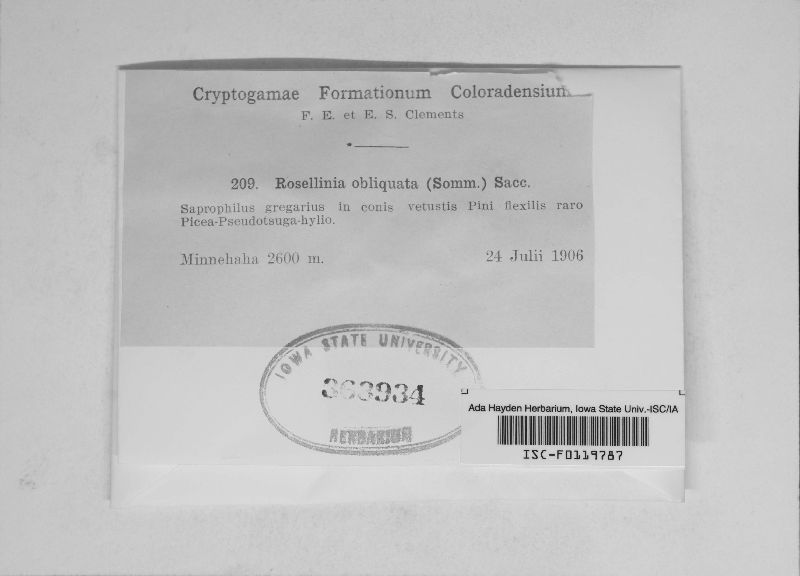 Cryptogamae Formationum Coloradensium
F. E. et E. S. Clements
209. Rosellinia obliquata (Somm.) Sacc.
Saprophilus gregarius in conis vetustis Pini flexilis raro
Picea-Pseudotsuga-hylio.
Minnehaha 2600 m. 24 Julii 1906
IOWA STATE UNIVERSITY
363934
HERBARIUM
Ada Hayden Herbarium, Iowa State Univ.-ISC/IA
ISC-F0119787